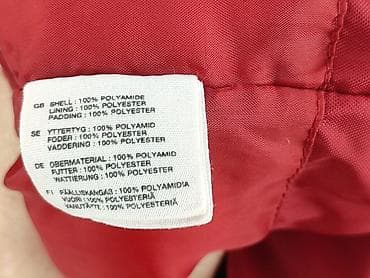 GB SHELL : 100% POLYAMIDE
LINING : 100% POLYESTER
PADDING : 100% POLYESTER
SE YTTERTYG : 100% POLYAMID
FODER : 100% POLYESTER
VADDERING : 100% POLYESTER
DE OBERMATERIAL : 100% POLYAMID
FUTTER : 100% POLYESTER
WATTIERUNG : 100% POLYESTER
FI PÄÄLLIKANGAS : 100% POLYAMIDIA
VUORI : 100% POLYESTERIÄ
VANUTÄYTE : 100% POLYESTERIÄ